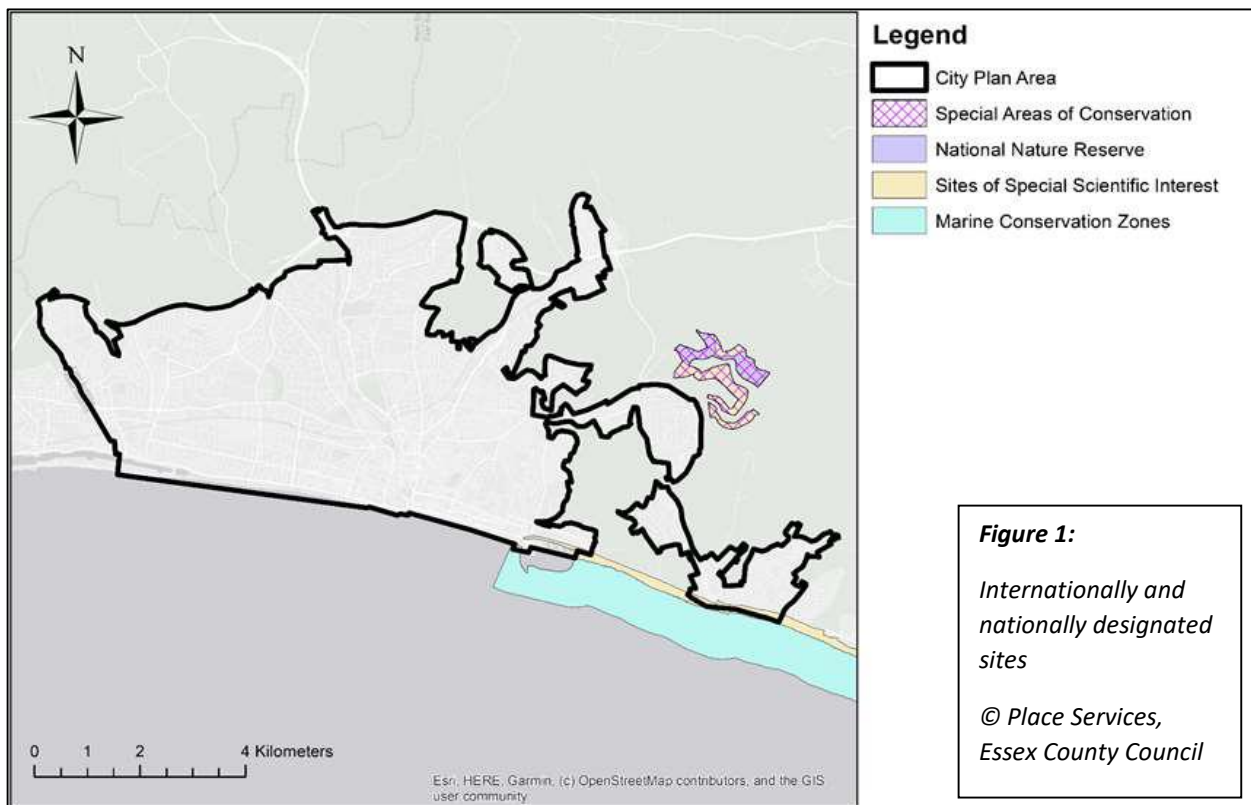 N
0 1 2 4 Kilometers
Esri, HERE, Garmin, (c) OpenStreetMap contributors, and the GIS
user community
Legend
City Plan Area
Special Areas of Conservation
National Nature Reserve
Sites of Special Scientific Interest
Marine Conservation Zones
Figure 1:
Internationally and
nationally designated
sites
© Place Services,
Essex County Council